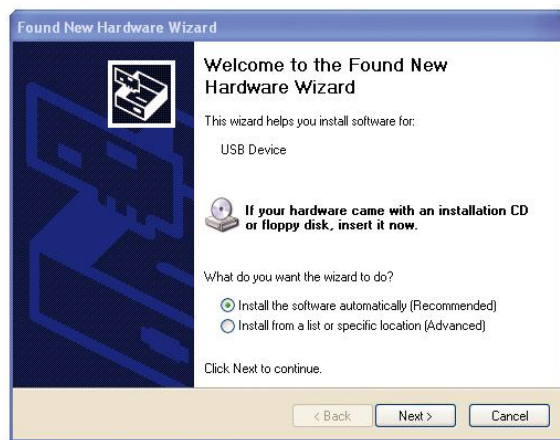 Found New Hardware Wizard
Welcome to the Found New
Hardware Wizard
This wizard helps you install software for:
USB Device
If your hardware came with an installation CD
or floppy disk, insert it now.
What do you want the wizard to do?
Install the software automatically (Recommended)
Install from a list or specific location (Advanced)
Click Next to continue.
< Back Next > Cancel